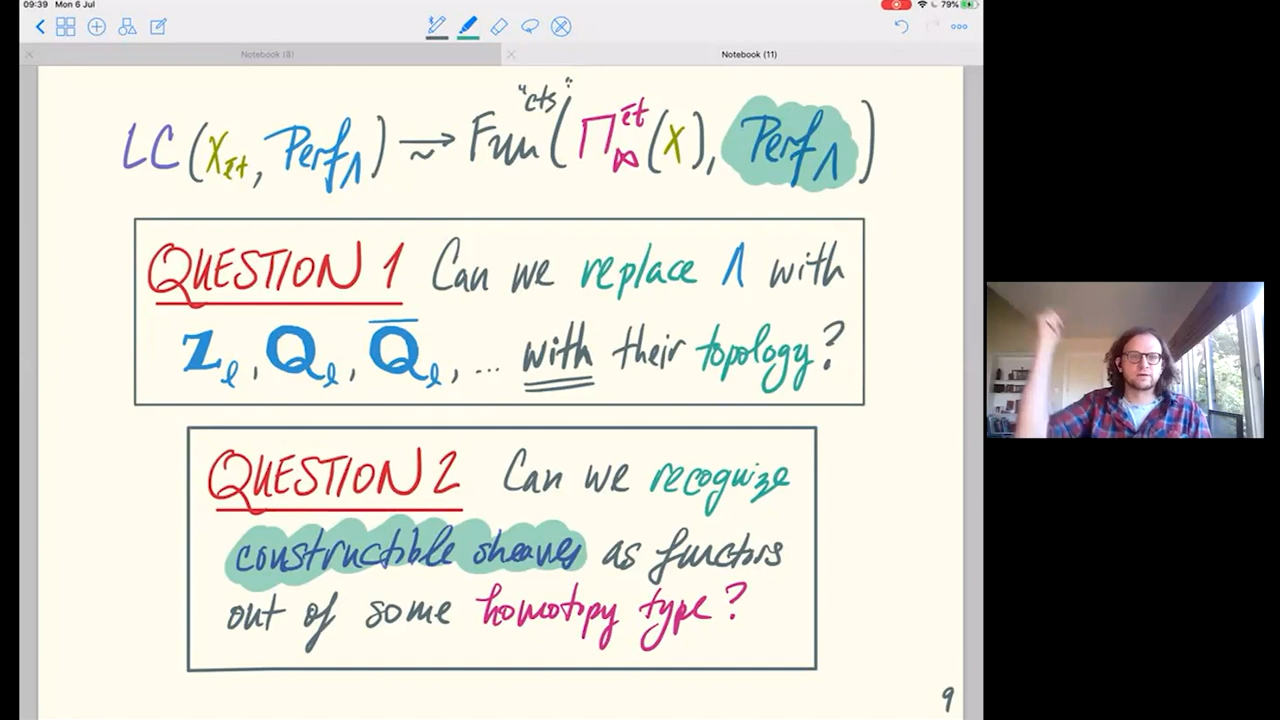 09:39 Mon 6 Jul
79%
Notebook (8)
Notebook (11)
LC(X_ét, Perf_Λ) ⥲ Fun^"cts"(Π_∞^ét(X), Perf_Λ)
QUESTION 1 Can we replace Λ with
Z_ℓ, Q_ℓ, Q̅_ℓ, ... with their topology?
QUESTION 2 Can we recognize
constructible sheaves as functors
out of some homotopy type?
9